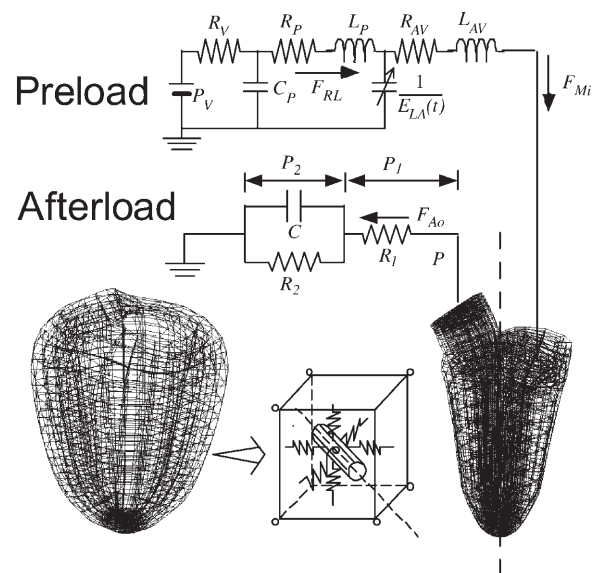 R_V R_P L_P R_AV L_AV
Preload
P_V C_P F_RL 1/E_LA(t) F_Mi
P_2 P_1
Afterload
C F_Ao
R_2 R_1 P